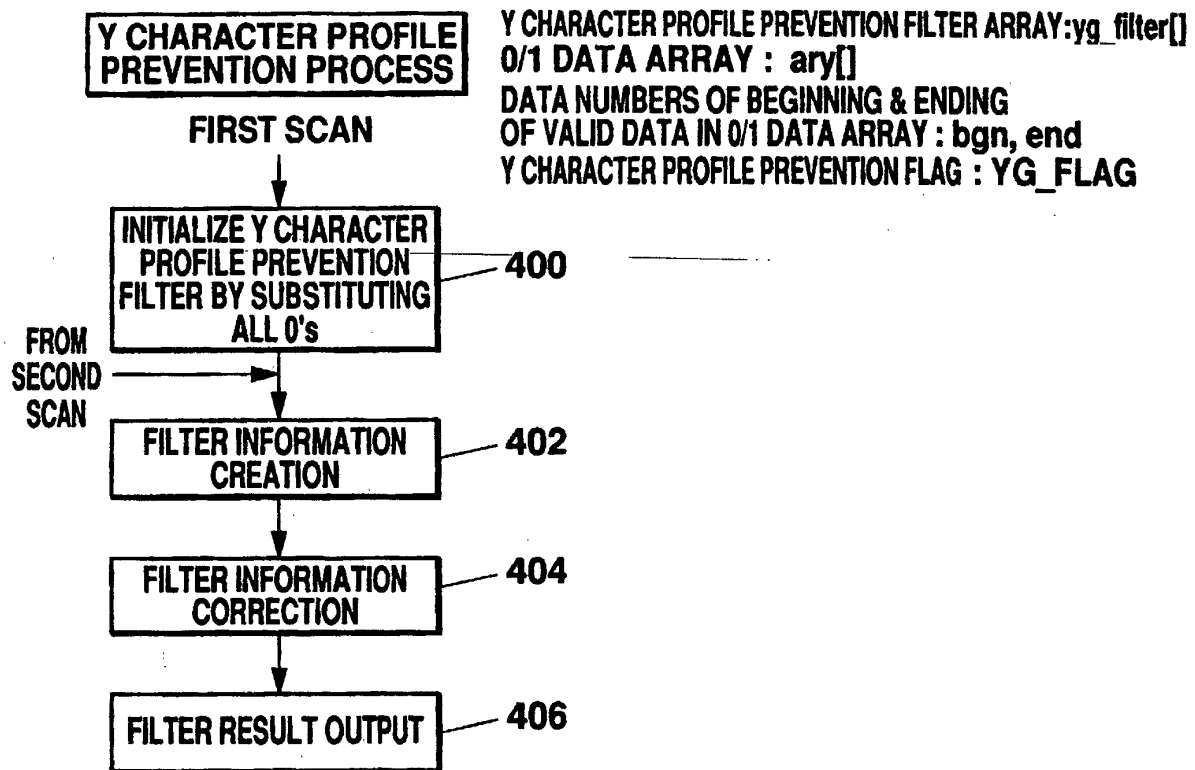 Y CHARACTER PROFILE
PREVENTION PROCESS
Y CHARACTER PROFILE PREVENTION FILTER ARRAY:yg_filter[]
0/1 DATA ARRAY : ary[]
DATA NUMBERS OF BEGINNING & ENDING
OF VALID DATA IN 0/1 DATA ARRAY : bgn, end
Y CHARACTER PROFILE PREVENTION FLAG : YG_FLAG
FIRST SCAN
INITIALIZE Y CHARACTER
PROFILE PREVENTION
FILTER BY SUBSTITUTING
ALL 0's
400
FROM
SECOND
SCAN
FILTER INFORMATION
CREATION
402
FILTER INFORMATION
CORRECTION
404
FILTER RESULT OUTPUT
406